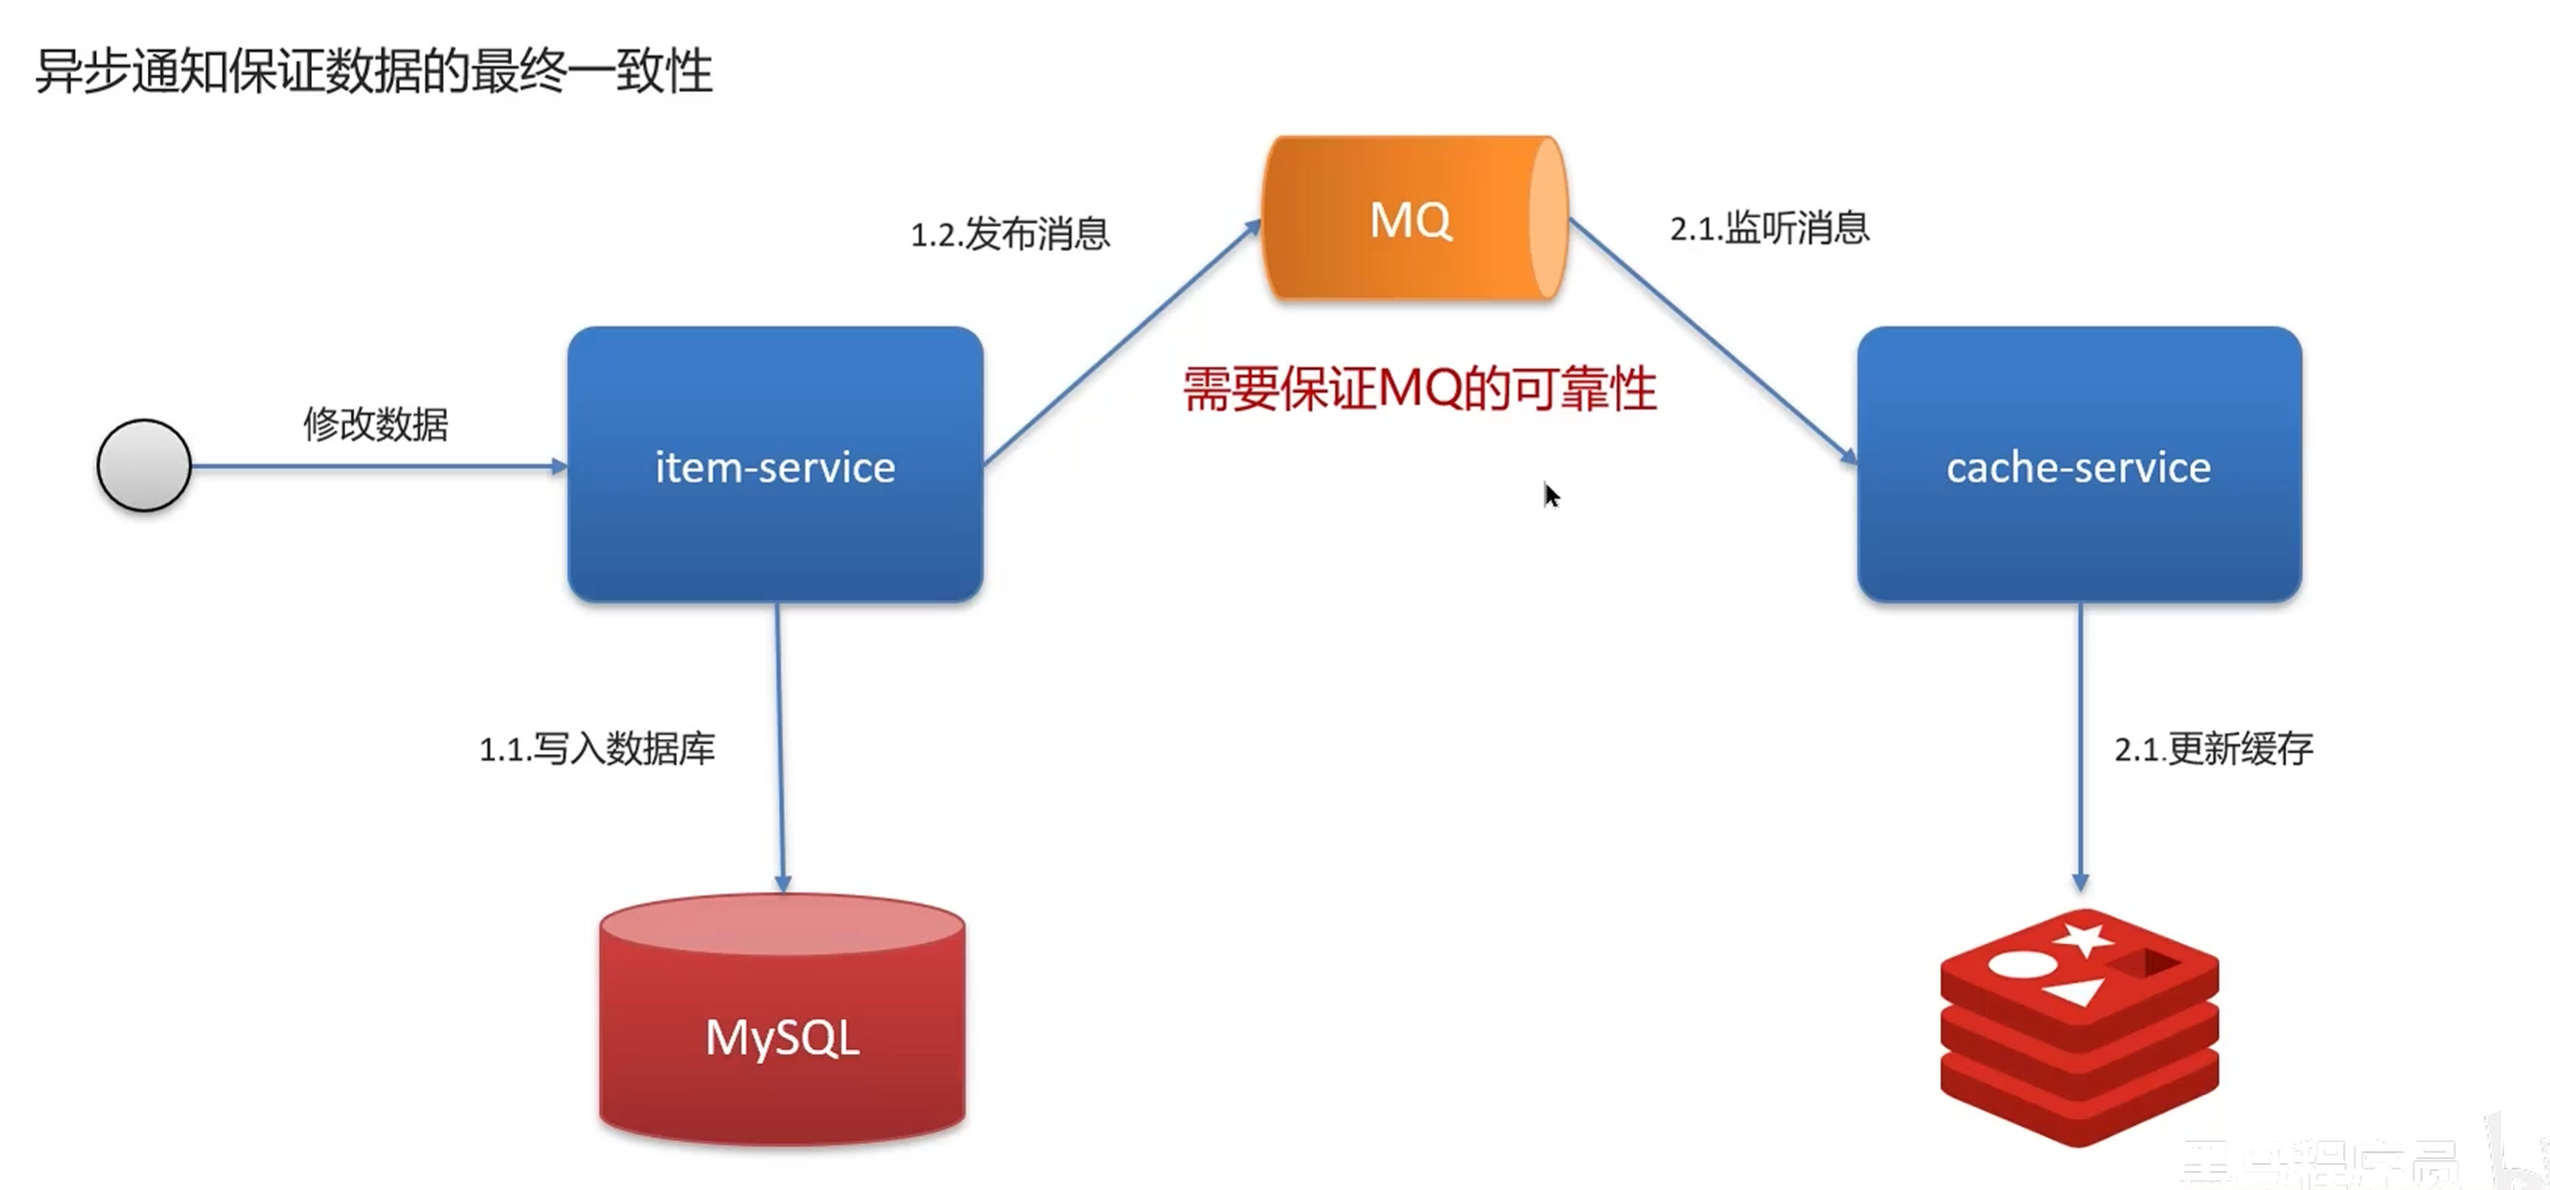 异步通知保证数据的最终一致性
MQ
1.2.发布消息
2.1.监听消息
需要保证MQ的可靠性
修改数据
item-service
cache-service
1.1.写入数据库
2.1.更新缓存
MySQL
黑马程序员